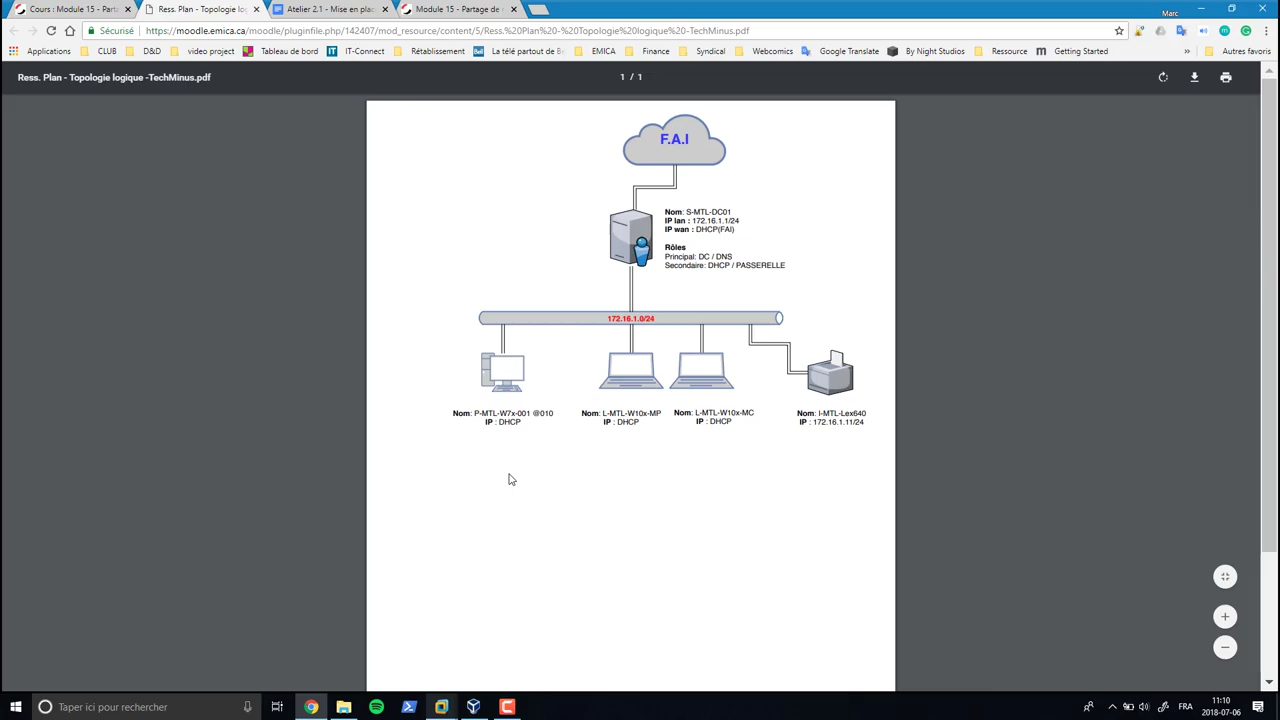 Cours : Module 15 - Partag
Ress. Plan - Topologie log
Atelier 2.1 - Mise en place
Module 15 - Partage de r
Marc
Sécurisé
https://moodle.emica.ca/moodle/pluginfile.php/142407/mod_resource/content/5/Ress.%20Plan%20-%20Topologie%20logique%20-TechMinus.pdf
Applications
CLUB
D&D
video project
Tableau de bord
IT-Connect
Rétablissement
La télé partout de B
EMICA
Finance
Syndical
Webcomics
Google Translate
By Night Studios
Ressource
Getting Started
»
Autres favoris
Ress. Plan - Topologie logique -TechMinus.pdf
1 / 1
F.A.I
Nom: S-MTL-DC01
IP lan : 172.16.1.1/24
IP wan : DHCP(FAI)
Rôles
Principal: DC / DNS
Secondaire: DHCP / PASSERELLE
172.16.1.0/24
Nom: P-MTL-W7x-001 @010
IP : DHCP
Nom: L-MTL-W10x-MP
IP : DHCP
Nom: L-MTL-W10x-MC
IP : DHCP
Nom: I-MTL-Lex640
IP : 172.16.1.11/24
Taper ici pour rechercher
FRA
11:10
2018-07-06